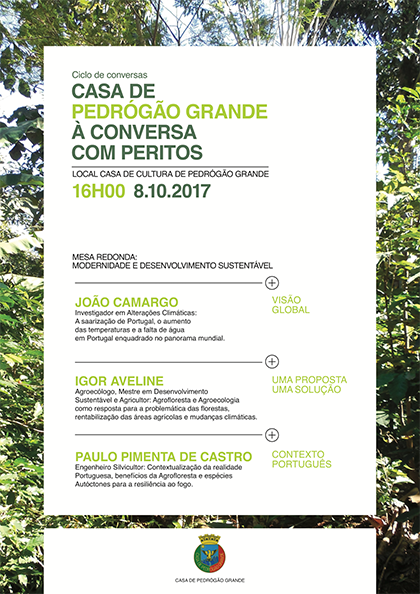 Ciclo de conversas
CASA DE
PEDRÓGÃO GRANDE
À CONVERSA
COM PERITOS
LOCAL CASA DE CULTURA DE PEDRÓGÃO GRANDE
16H00 8.10.2017
MESA REDONDA:
MODERNIDADE E DESENVOLVIMENTO SUSTENTÁVEL
JOÃO CAMARGO
Investigador em Alterações Climáticas:
A saarização de Portugal, o aumento
das temperaturas e a falta de água
em Portugal enquadrado no panorama mundial.
VISÃO
GLOBAL
IGOR AVELINE
Agroecólogo, Mestre em Desenvolvimento
Sustentável e Agricultor: Agrofloresta e Agroecologia
como resposta para a problemática das florestas,
rentabilização das áreas agrícolas e mudanças climáticas.
UMA PROPOSTA
UMA SOLUÇÃO
PAULO PIMENTA DE CASTRO
Engenheiro Silvicultor: Contextualização da realidade
Portuguesa, benefícios da Agrofloresta e espécies
Autóctones para a resiliência ao fogo.
CONTEXTO
PORTUGUÊS
CASA DE PEDRÓGÃO GRANDE